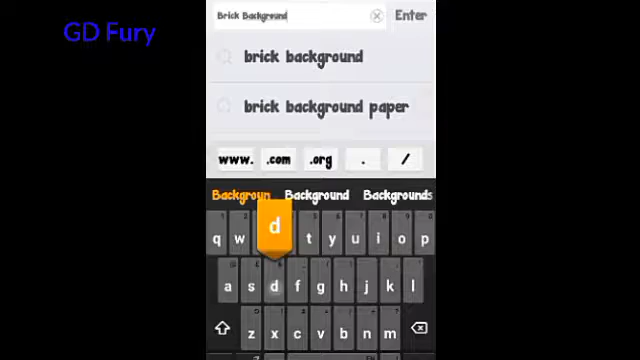 GD Fury
Brick Background Enter
brick background
brick background paper
www. .com .org . /
Backgroun Background Backgrounds
d
q w t y u i o p
a s d f g h j k l
z x c v b n m